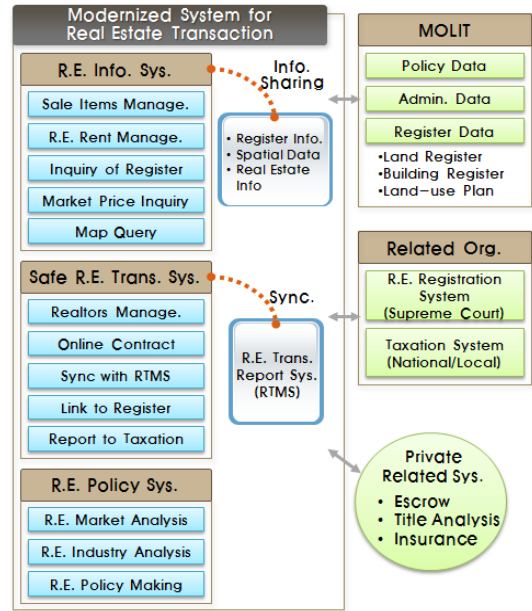 Modernized System for
Real Estate Transaction
R.E. Info. Sys.
Sale Items Manage.
R.E. Rent Manage.
Inquiry of Register
Market Price Inquiry
Map Query
Info.
Sharing
• Register Info.
• Spatial Data
• Real Estate
Info
Safe R.E. Trans. Sys.
Realtors Manage.
Online Contract
Sync with RTMS
Link to Register
Report to Taxation
Sync.
R.E. Trans.
Report Sys.
(RTMS)
R.E. Policy Sys.
R.E. Market Analysis
R.E. Industry Analysis
R.E. Policy Making
MOLIT
Policy Data
Admin. Data
Register Data
•Land Register
•Building Register
•Land-use Plan
Related Org.
R.E. Registration
System
(Supreme Court)
Taxation System
(National/Local)
Private
Related Sys.
• Escrow
• Title Analysis
• Insurance